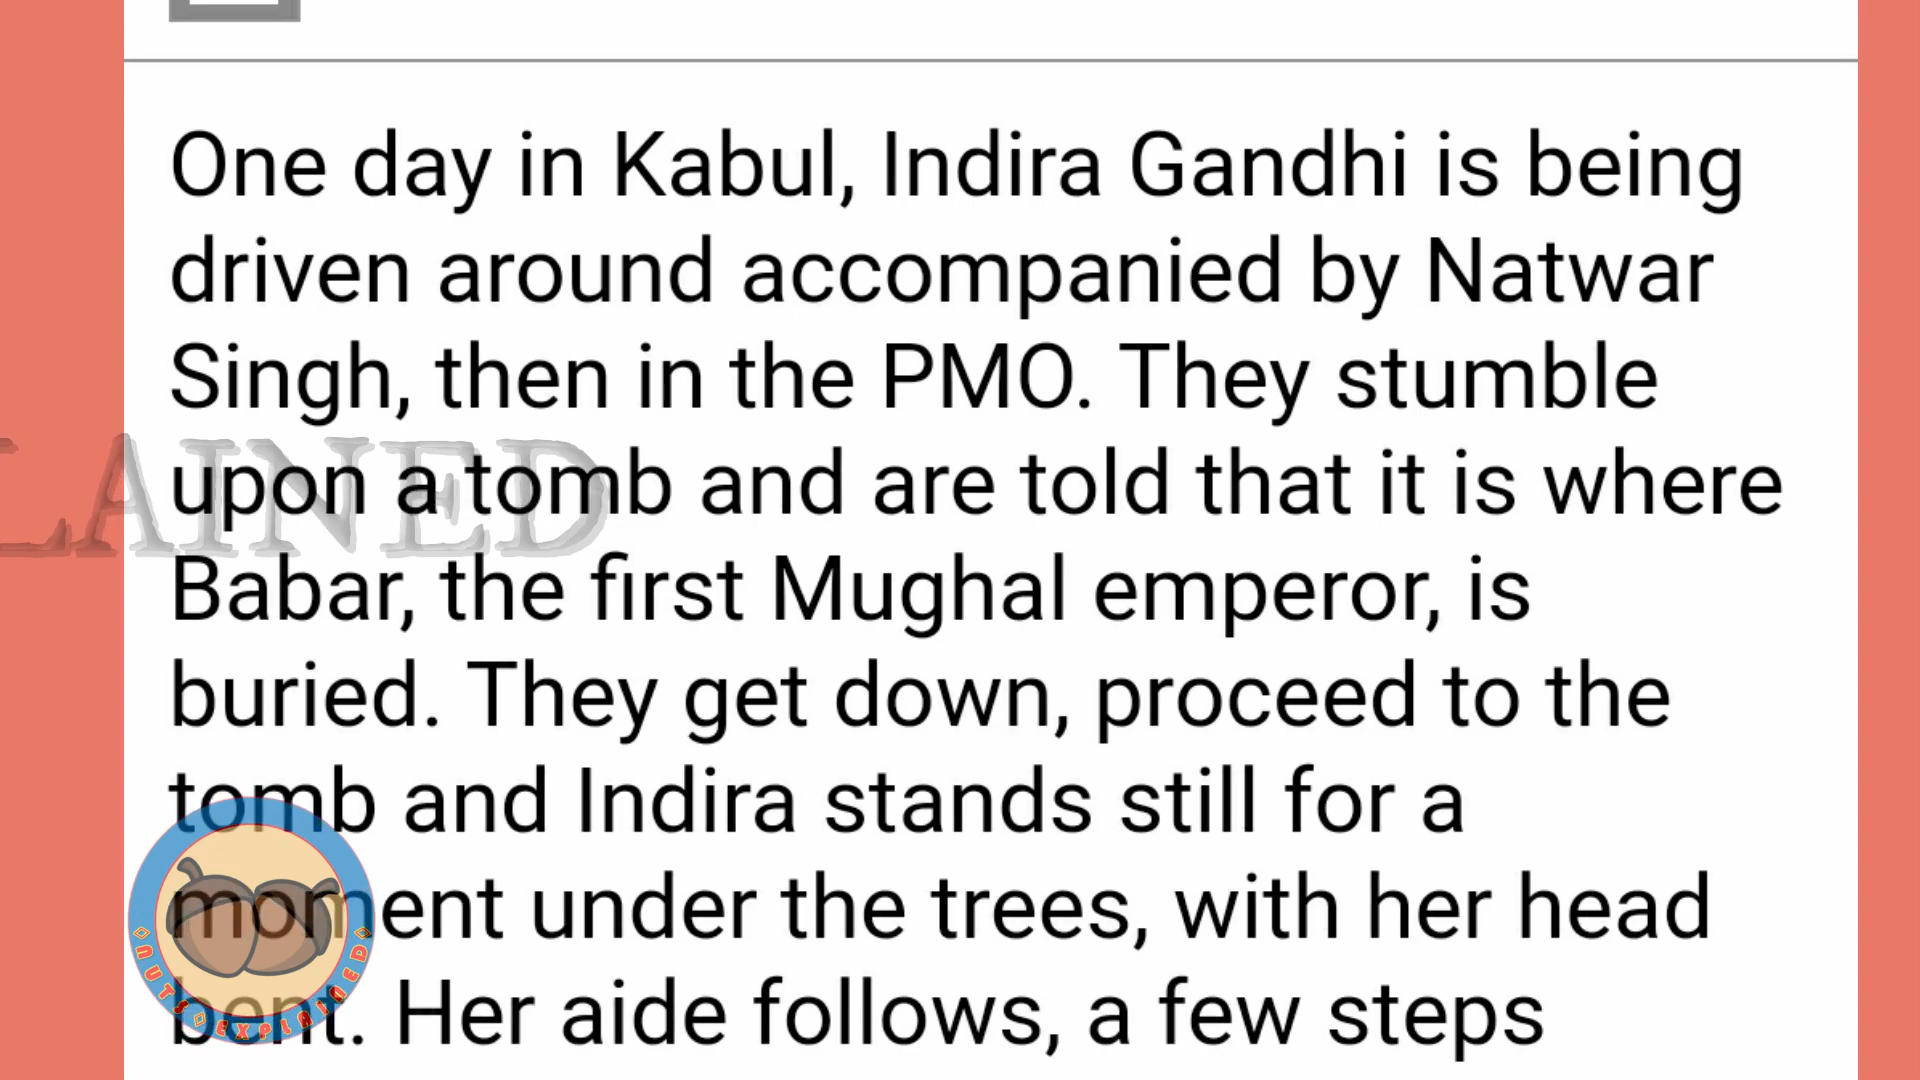 One day in Kabul, Indira Gandhi is being
driven around accompanied by Natwar
Singh, then in the PMO. They stumble
upon a tomb and are told that it is where
LAINED
Babar, the first Mughal emperor, is
buried. They get down, proceed to the
tomb and Indira stands still for a
moment under the trees, with her head
bent. Her aide follows, a few steps
NUTS EXPLAINED